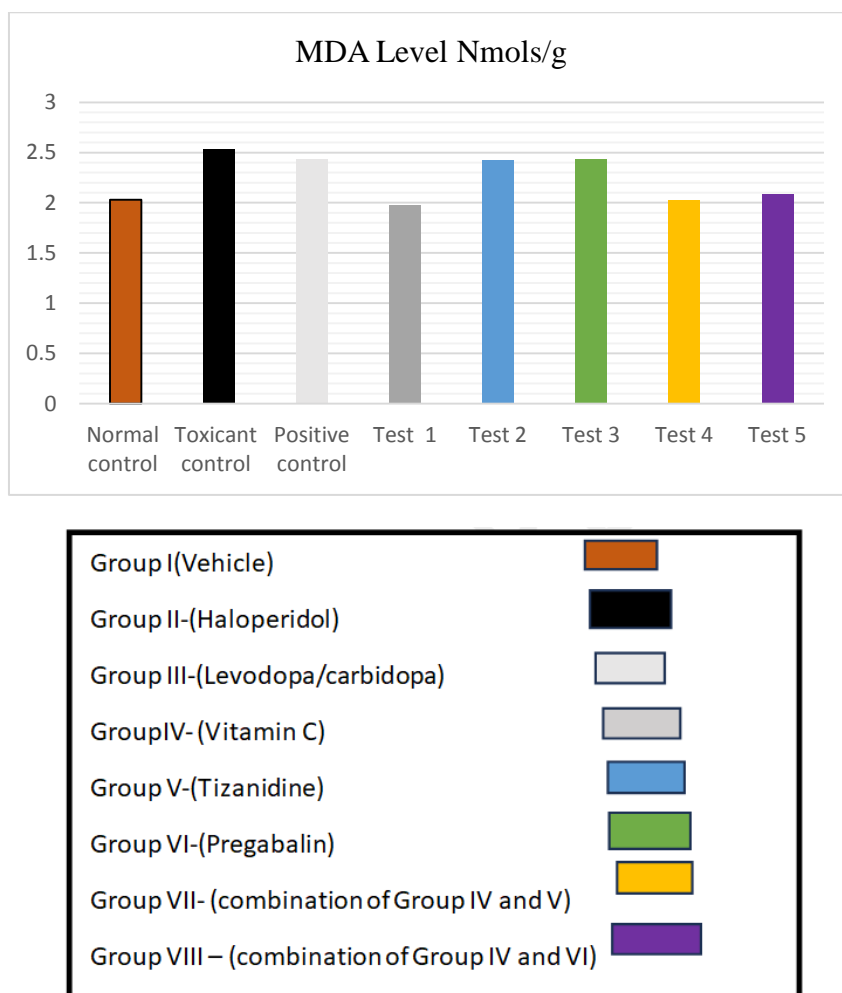 MDA Level Nmols/g
3
2.5
2
1.5
1
0.5
0
Normal control
Toxicant control
Positive control
Test 1
Test 2
Test 3
Test 4
Test 5
Group I(Vehicle)
Group II-(Haloperidol)
Group III-(Levodopa/carbidopa)
GroupIV- (Vitamin C)
Group V-(Tizanidine)
Group VI-(Pregabalin)
Group VII- (combination of Group IV and V)
Group VIII – (combination of Group IV and VI)